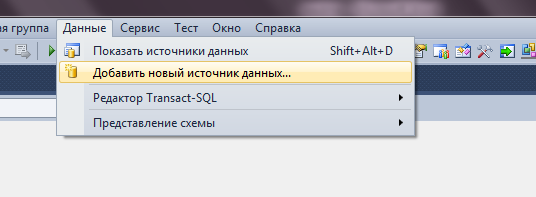 ая группа Данные Сервис Тест Окно Справка
Показать источники данных Shift+Alt+D
Добавить новый источник данных...
Редактор Transact-SQL
Представление схемы